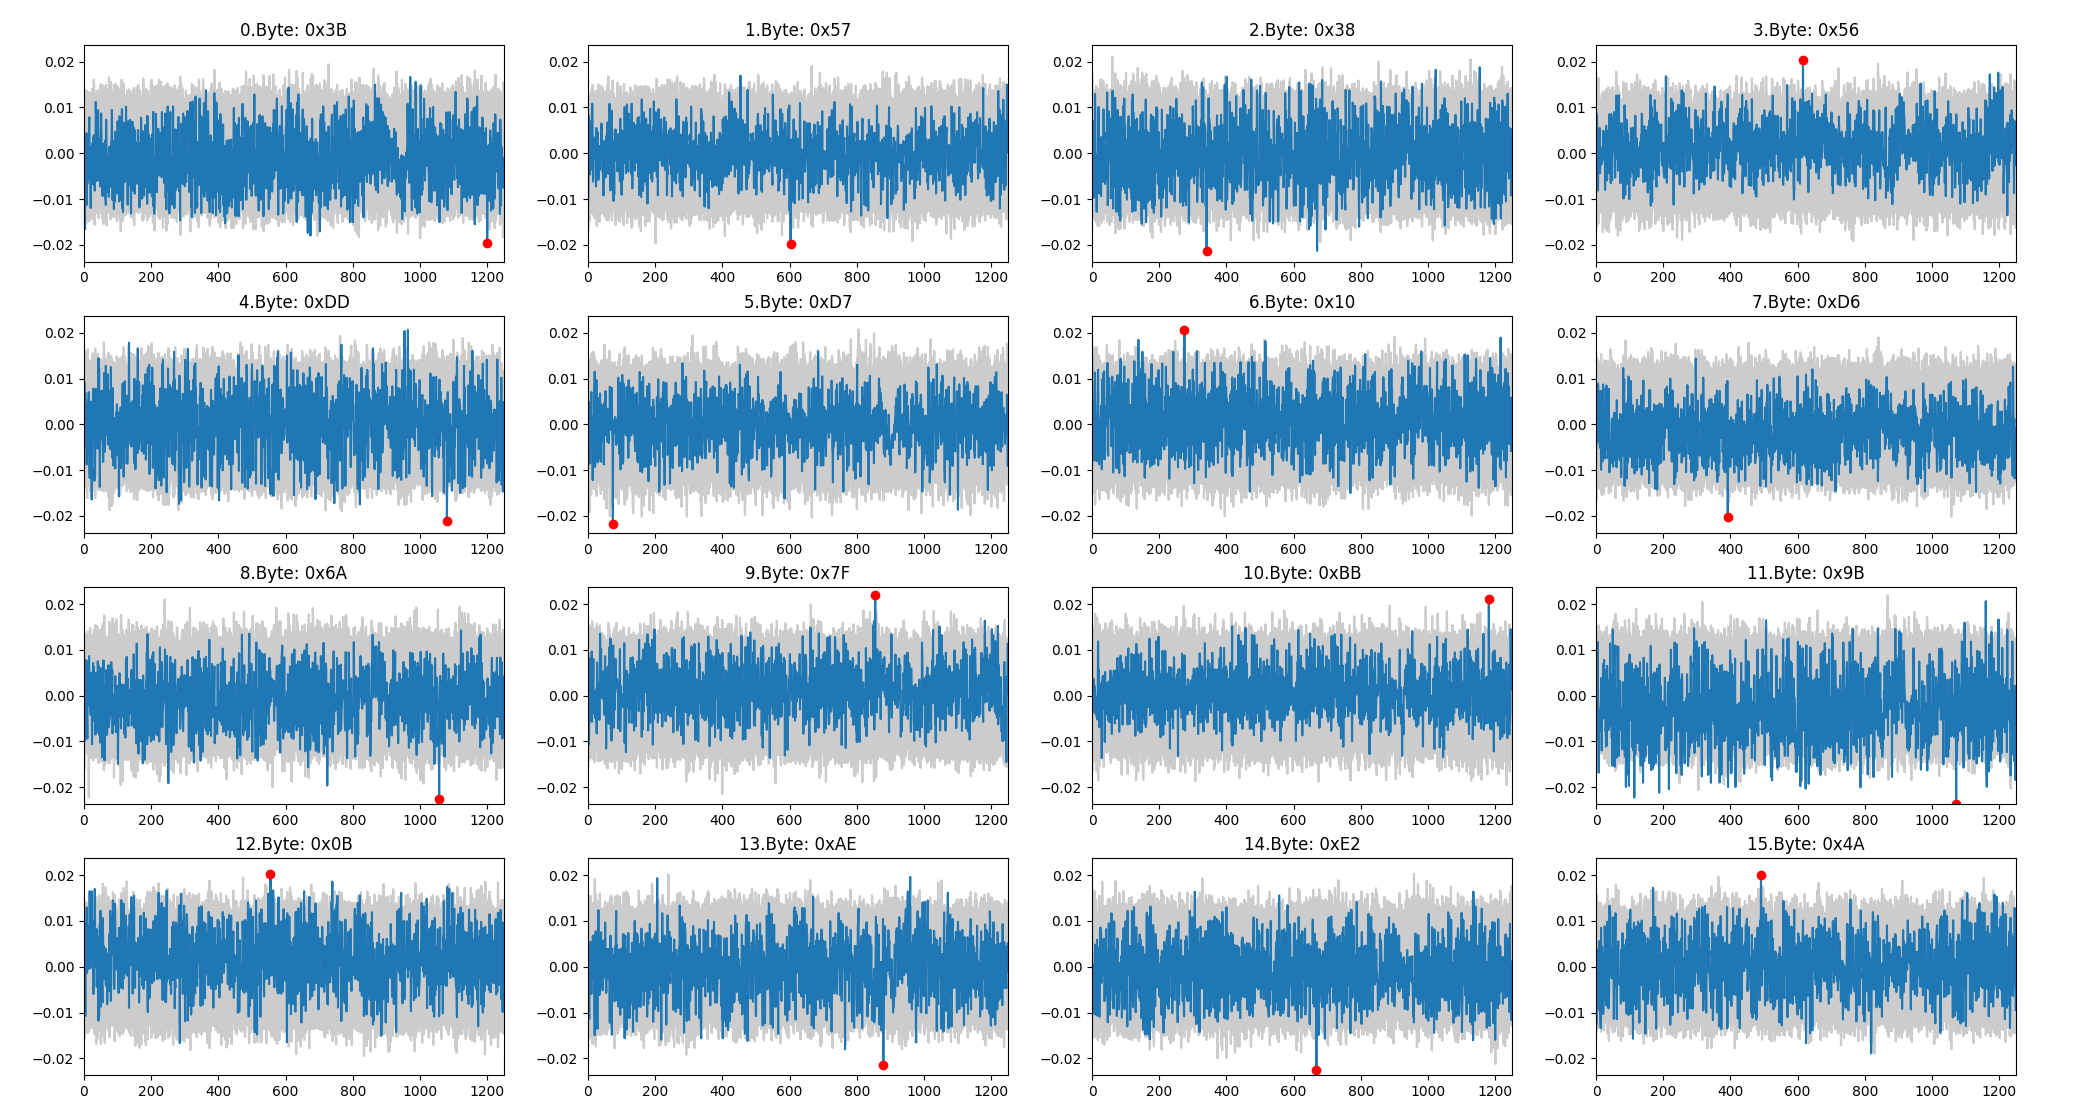 0.Byte: 0x3B 1.Byte: 0x57 2.Byte: 0x38 3.Byte: 0x56
0.02 0.02 0.02 0.02
0.01 0.01 0.01 0.01
0.00 0.00 0.00 0.00
−0.01 −0.01 −0.01 −0.01
−0.02 −0.02 −0.02 −0.02
0 200 400 600 800 1000 1200 0 200 400 600 800 1000 1200 0 200 400 600 800 1000 1200 0 200 400 600 800 1000 1200
4.Byte: 0xDD 5.Byte: 0xD7 6.Byte: 0x10 7.Byte: 0xD6
0.02 0.02 0.02 0.02
0.01 0.01 0.01 0.01
0.00 0.00 0.00 0.00
−0.01 −0.01 −0.01 −0.01
−0.02 −0.02 −0.02 −0.02
0 200 400 600 800 1000 1200 0 200 400 600 800 1000 1200 0 200 400 600 800 1000 1200 0 200 400 600 800 1000 1200
8.Byte: 0x6A 9.Byte: 0x7F 10.Byte: 0xBB 11.Byte: 0x9B
0.02 0.02 0.02 0.02
0.01 0.01 0.01 0.01
0.00 0.00 0.00 0.00
−0.01 −0.01 −0.01 −0.01
−0.02 −0.02 −0.02 −0.02
0 200 400 600 800 1000 1200 0 200 400 600 800 1000 1200 0 200 400 600 800 1000 1200 0 200 400 600 800 1000 1200
12.Byte: 0x0B 13.Byte: 0xAE 14.Byte: 0xE2 15.Byte: 0x4A
0.02 0.02 0.02 0.02
0.01 0.01 0.01 0.01
0.00 0.00 0.00 0.00
−0.01 −0.01 −0.01 −0.01
−0.02 −0.02 −0.02 −0.02
0 200 400 600 800 1000 1200 0 200 400 600 800 1000 1200 0 200 400 600 800 1000 1200 0 200 400 600 800 1000 1200